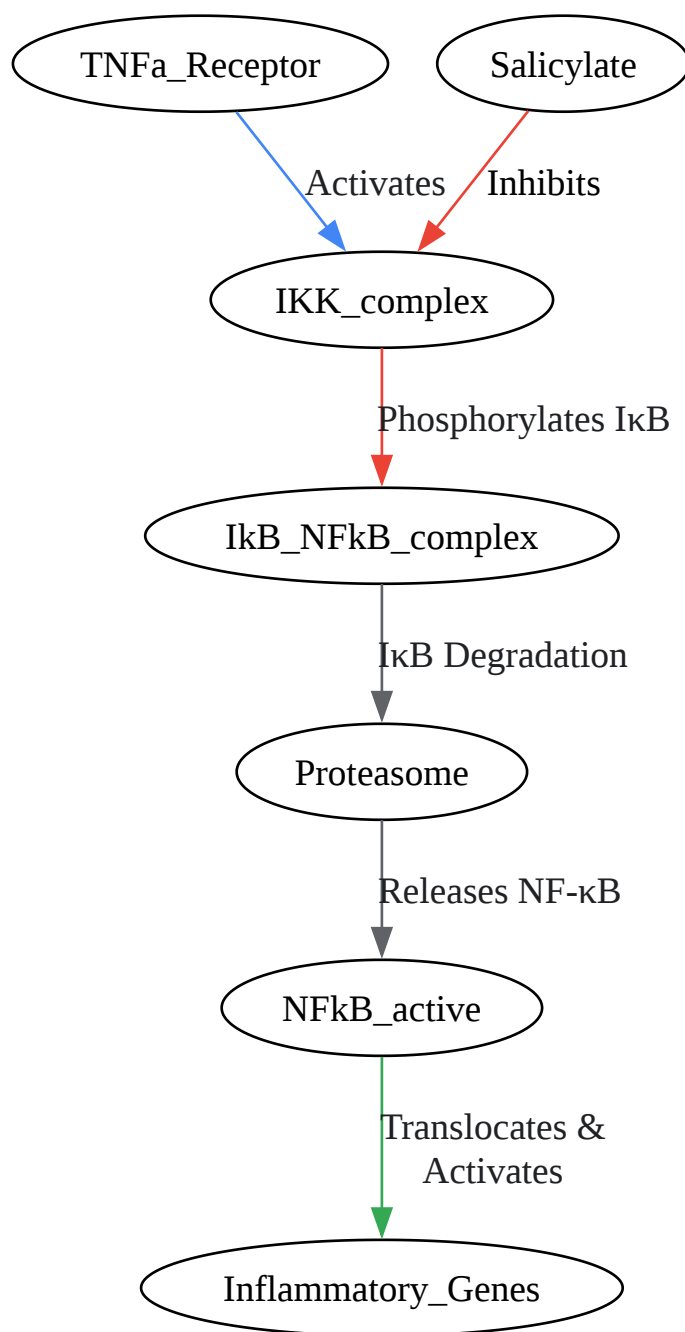 TNFa_Receptor
Salicylate
Activates
Inhibits
IKK_complex
Phosphorylates IκB
IkB_NFkB_complex
IκB Degradation
Proteasome
Releases NF-κB
NFkB_active
Translocates &
Activates
Inflammatory_Genes